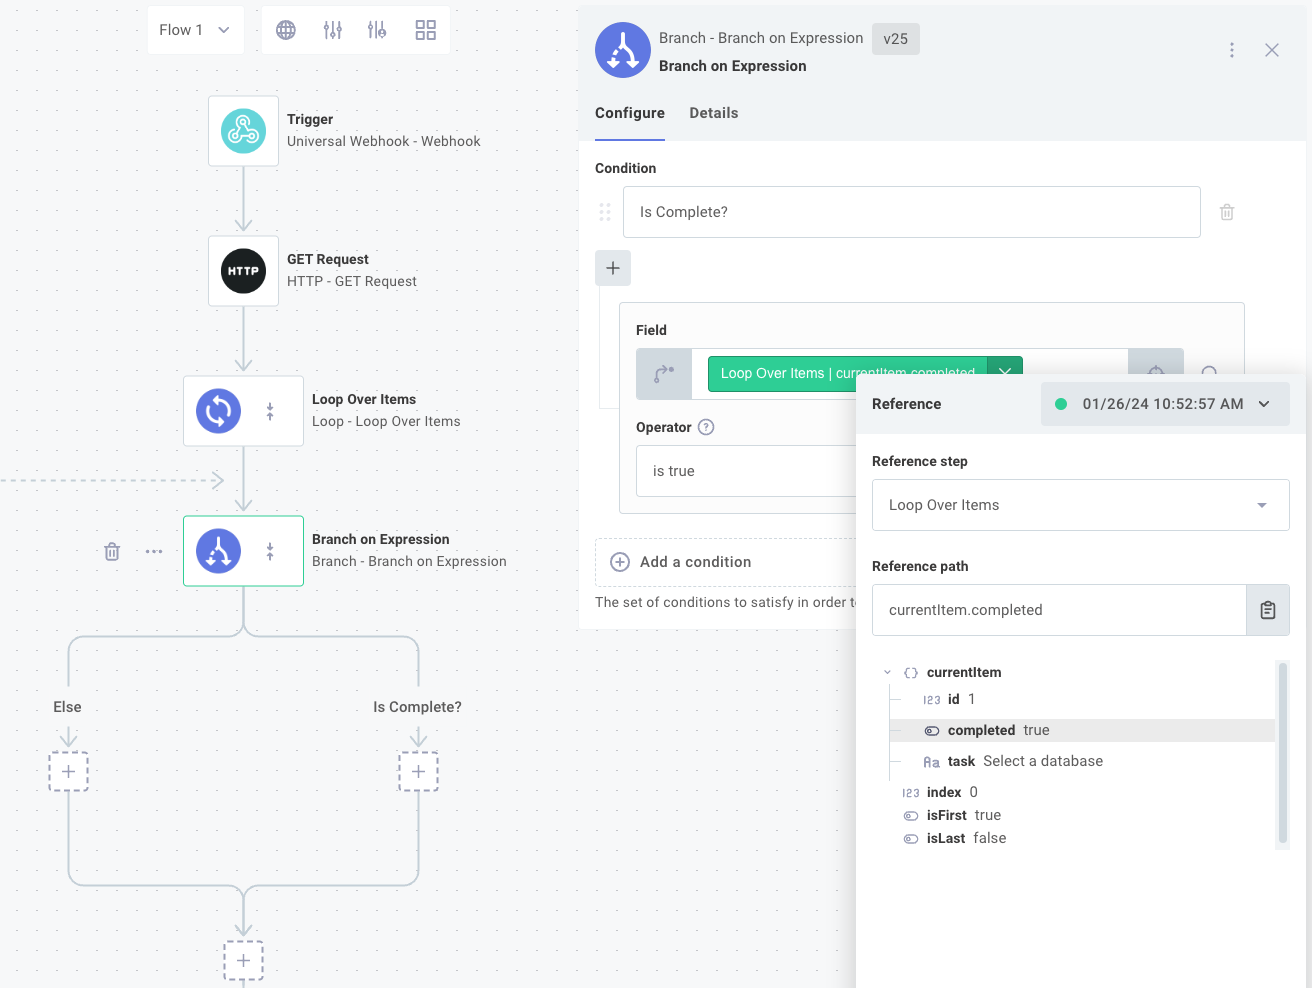 Flow 1
Trigger
Universal Webhook - Webhook
HTTP
GET Request
HTTP - GET Request
Loop Over Items
Loop - Loop Over Items
Branch on Expression
Branch - Branch on Expression
Else
Is Complete?
Branch - Branch on Expression
v25
Branch on Expression
Configure
Details
Condition
Is Complete?
Field
Loop Over Items | currentItem.completed
Operator
is true
Add a condition
The set of conditions to satisfy in order t
Reference
01/26/24 10:52:57 AM
Reference step
Loop Over Items
Reference path
currentItem.completed
{} currentItem
123 id 1
completed true
Aa task Select a database
123 index 0
isFirst true
isLast false